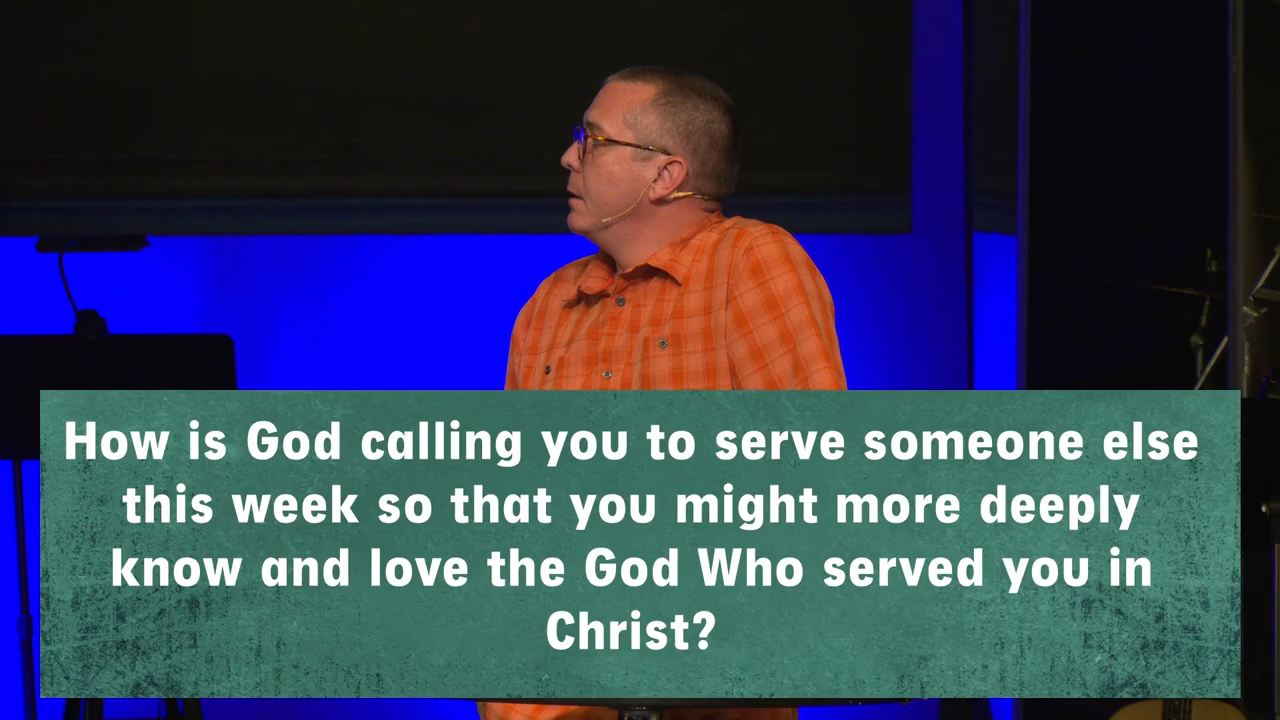 How is God calling you to serve someone else
this week so that you might more deeply
know and love the God Who served you in
Christ?